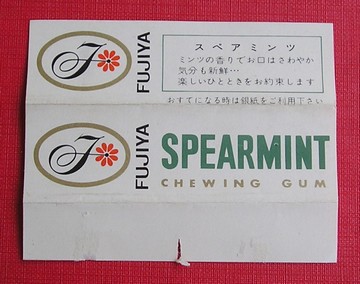 F
FUJIYA
スペアミンツ
ミンツの香りでお口はさわやか
気分も新鮮…
楽しいひとときをお約束します
おすてになる時は銀紙をご利用下さい
F
FUJIYA
SPEARMINT
CHEWING GUM